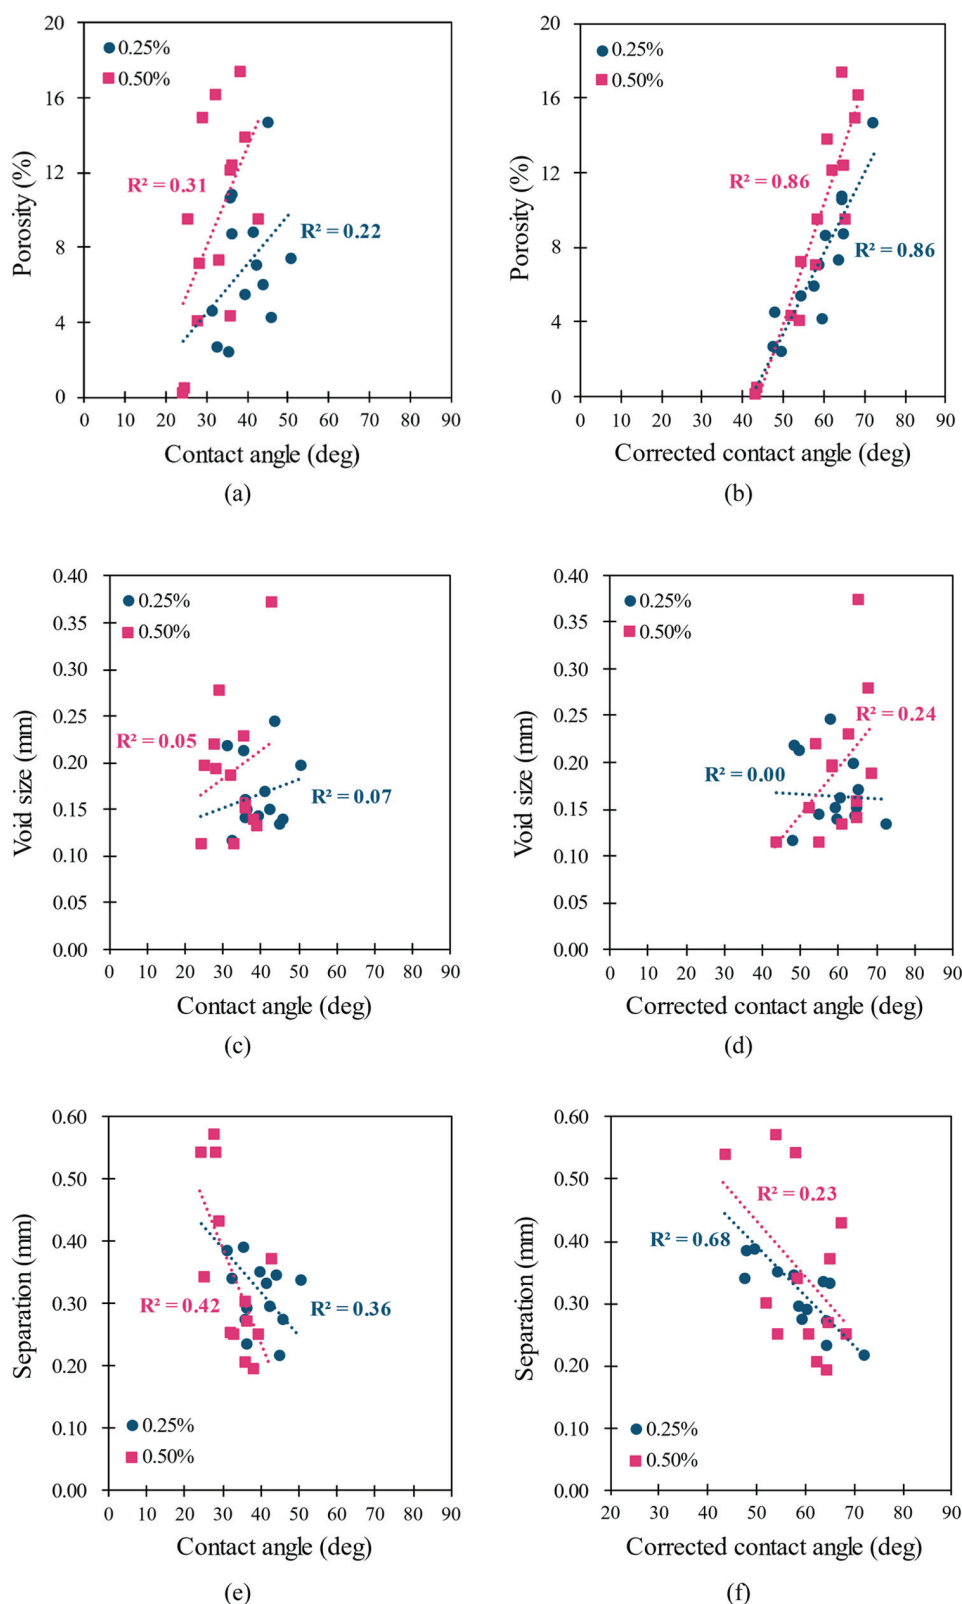 20
16
12
8
4
0
0 10 20 30 40 50 60 70 80 90
Porosity (%)
Contact angle (deg)
0.25%
0.50%
R² = 0.31
R² = 0.22
(a)
20
16
12
8
4
0
0 10 20 30 40 50 60 70 80 90
Porosity (%)
Corrected contact angle (deg)
0.25%
0.50%
R² = 0.86
R² = 0.86
(b)
0.40
0.35
0.30
0.25
0.20
0.15
0.10
0.05
0.00
0 10 20 30 40 50 60 70 80 90
Void size (mm)
Contact angle (deg)
0.25%
0.50%
R² = 0.05
R² = 0.07
(c)
0.40
0.35
0.30
0.25
0.20
0.15
0.10
0.05
0.00
0 10 20 30 40 50 60 70 80 90
Void size (mm)
Corrected contact angle (deg)
0.25%
0.50%
R² = 0.24
R² = 0.00
(d)
0.60
0.50
0.40
0.30
0.20
0.10
0.00
0 10 20 30 40 50 60 70 80 90
Separation (mm)
Contact angle (deg)
R² = 0.42
R² = 0.36
0.25%
0.50%
(e)
0.60
0.50
0.40
0.30
0.20
0.10
0.00
20 30 40 50 60 70 80 90
Separation (mm)
Corrected contact angle (deg)
R² = 0.23
R² = 0.68
0.25%
0.50%
(f)